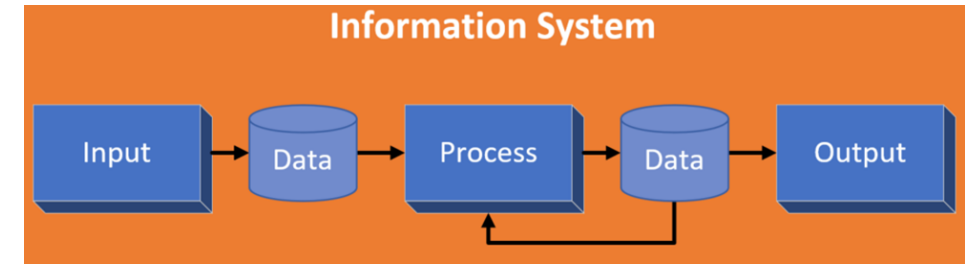 Information System
Input
Data
Process
Data
Output